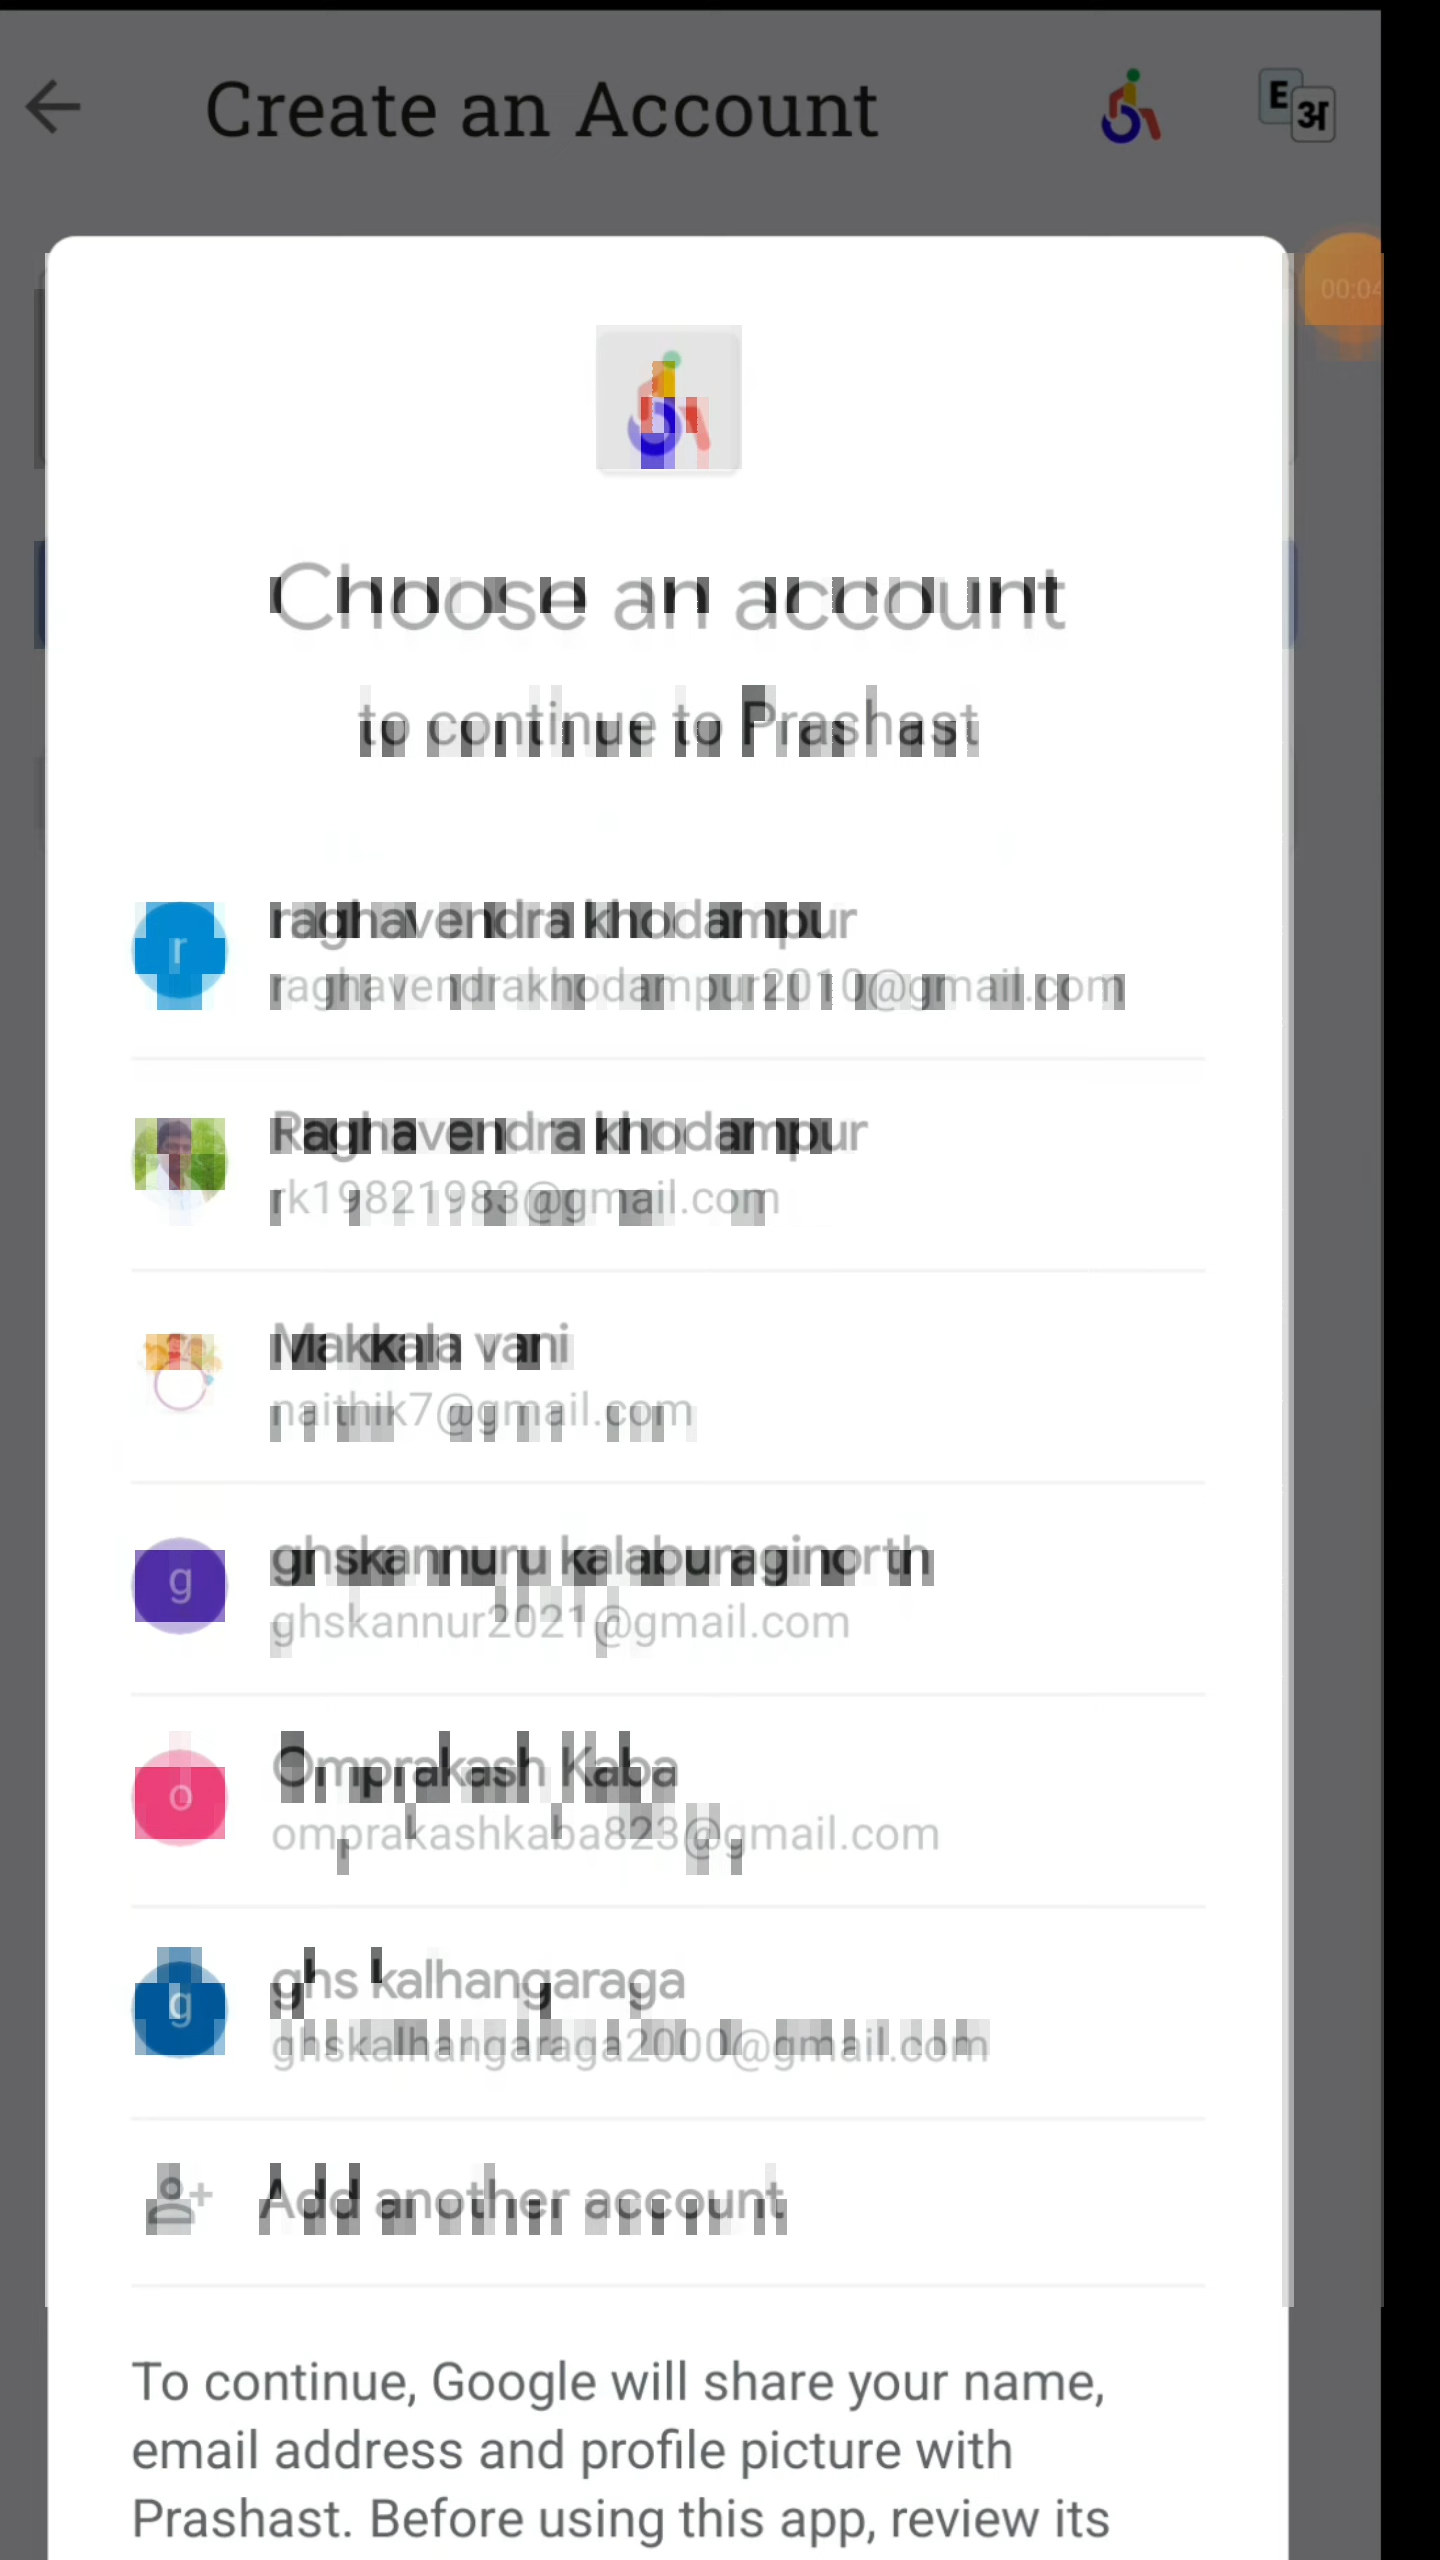 Create an Account
E अ
00:04
Choose an account
to continue to Prashast
r
raghavendra khodampur
raghavendrakhodampur2010@gmail.com
Raghavendra khodampur
rk19821983@gmail.com
Makkala vani
naithik7@gmail.com
g
ghskannuru kalaburaginorth
ghskannur2021@gmail.com
o
Omprakash Kaba
omprakashkaba823@gmail.com
g
ghs kalhangaraga
ghskalhangaraga2000@gmail.com
Add another account
To continue, Google will share your name,
email address and profile picture with
Prashast. Before using this app, review its